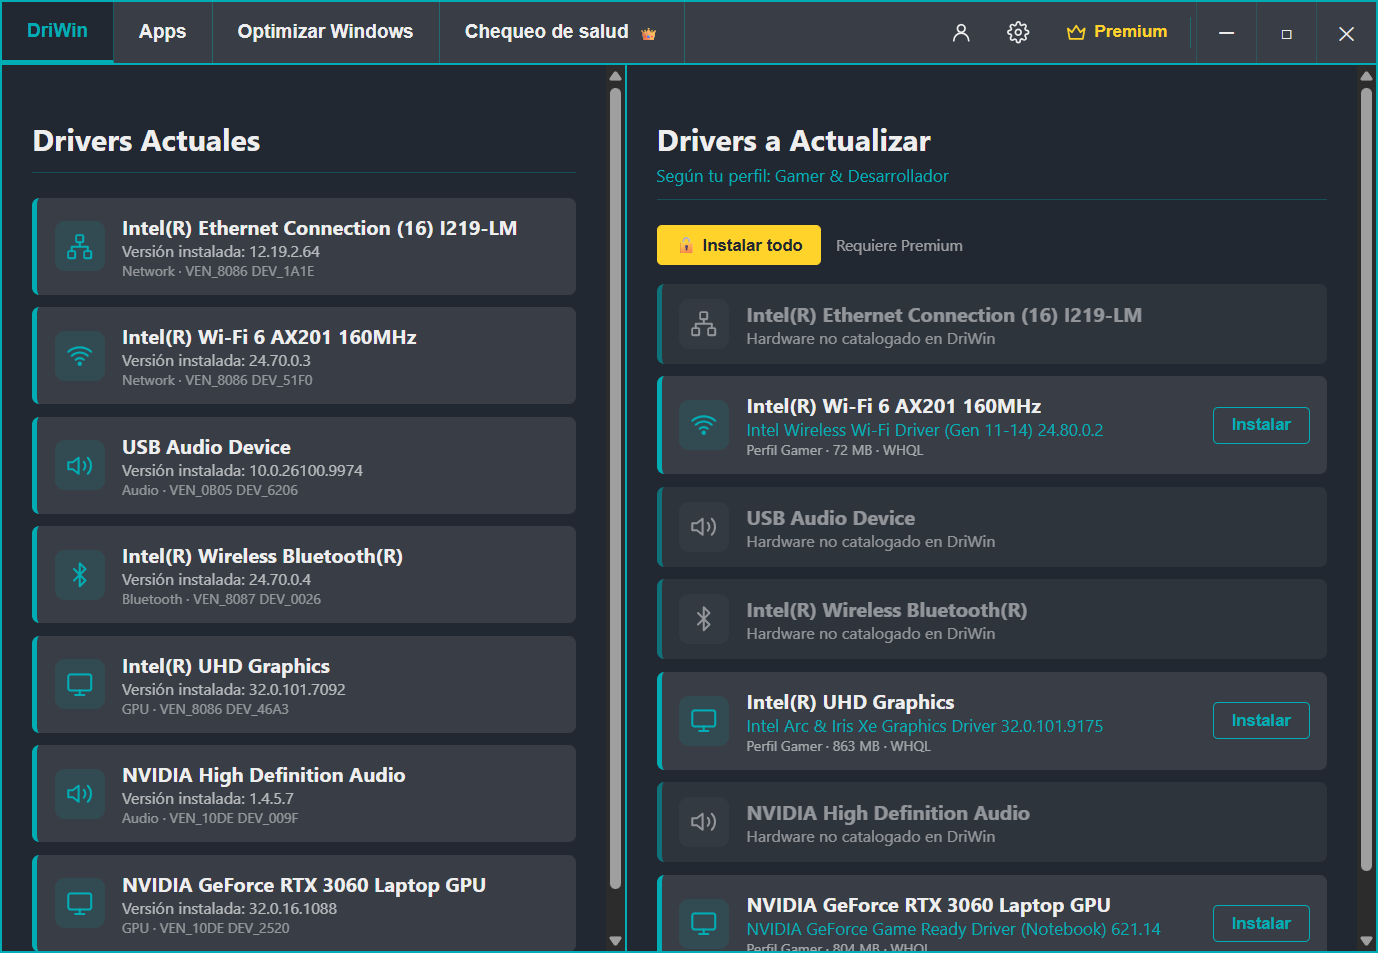 DriWin
Apps
Optimizar Windows
Chequeo de salud
Premium
Drivers Actuales
Intel(R) Ethernet Connection (16) I219-LM
Versión instalada: 12.19.2.64
Network · VEN_8086 DEV_1A1E
Intel(R) Wi-Fi 6 AX201 160MHz
Versión instalada: 24.70.0.3
Network · VEN_8086 DEV_51F0
USB Audio Device
Versión instalada: 10.0.26100.9974
Audio · VEN_0B05 DEV_6206
Intel(R) Wireless Bluetooth(R)
Versión instalada: 24.70.0.4
Bluetooth · VEN_8087 DEV_0026
Intel(R) UHD Graphics
Versión instalada: 32.0.101.7092
GPU · VEN_8086 DEV_46A3
NVIDIA High Definition Audio
Versión instalada: 1.4.5.7
Audio · VEN_10DE DEV_009F
NVIDIA GeForce RTX 3060 Laptop GPU
Versión instalada: 32.0.16.1088
GPU · VEN_10DE DEV_2520
Drivers a Actualizar
Según tu perfil: Gamer & Desarrollador
Instalar todo
Requiere Premium
Intel(R) Ethernet Connection (16) I219-LM
Hardware no catalogado en DriWin
Intel(R) Wi-Fi 6 AX201 160MHz
Intel Wireless Wi-Fi Driver (Gen 11-14) 24.80.0.2
Perfil Gamer · 72 MB · WHQL
Instalar
USB Audio Device
Hardware no catalogado en DriWin
Intel(R) Wireless Bluetooth(R)
Hardware no catalogado en DriWin
Intel(R) UHD Graphics
Intel Arc & Iris Xe Graphics Driver 32.0.101.9175
Perfil Gamer · 863 MB · WHQL
Instalar
NVIDIA High Definition Audio
Hardware no catalogado en DriWin
NVIDIA GeForce RTX 3060 Laptop GPU
NVIDIA GeForce Game Ready Driver (Notebook) 621.14
Perfil Gamer · 804 MB · WHQL
Instalar